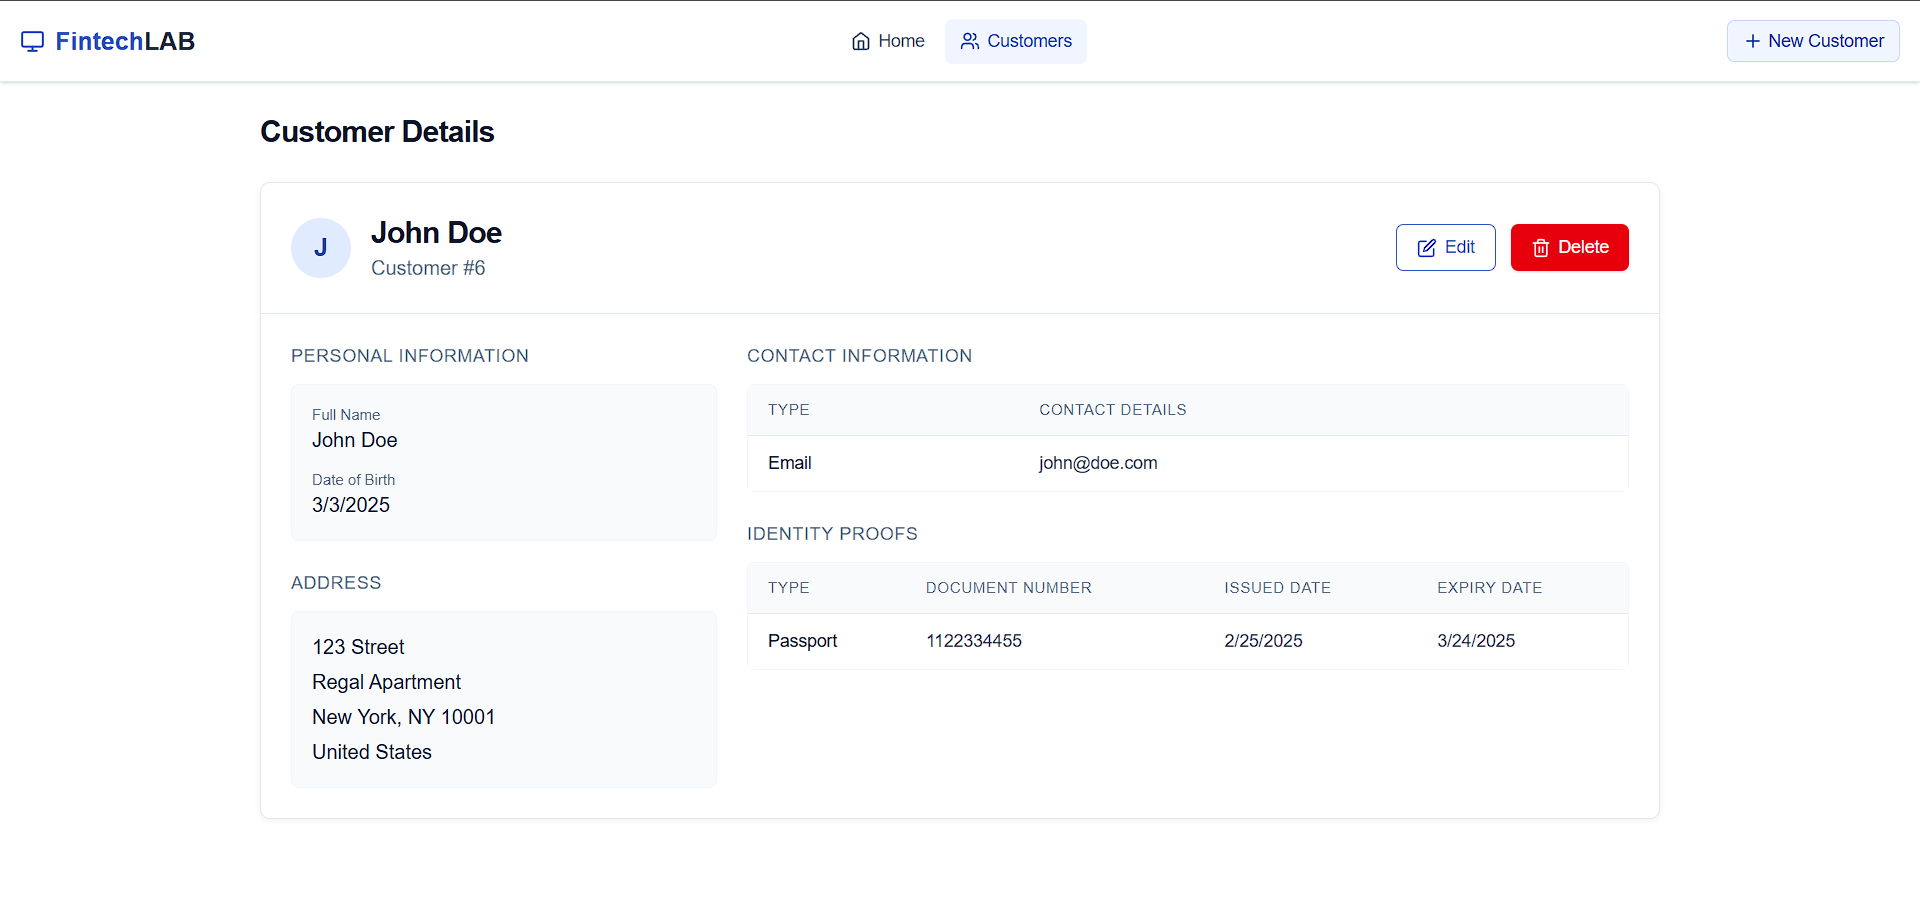 FintechLAB
Home
Customers
New Customer
Customer Details
J
John Doe
Customer #6
Edit
Delete
PERSONAL INFORMATION
Full Name
John Doe
Date of Birth
3/3/2025
ADDRESS
123 Street
Regal Apartment
New York, NY 10001
United States
CONTACT INFORMATION
TYPE CONTACT DETAILS
Email john@doe.com
IDENTITY PROOFS
TYPE DOCUMENT NUMBER ISSUED DATE EXPIRY DATE
Passport 1122334455 2/25/2025 3/24/2025